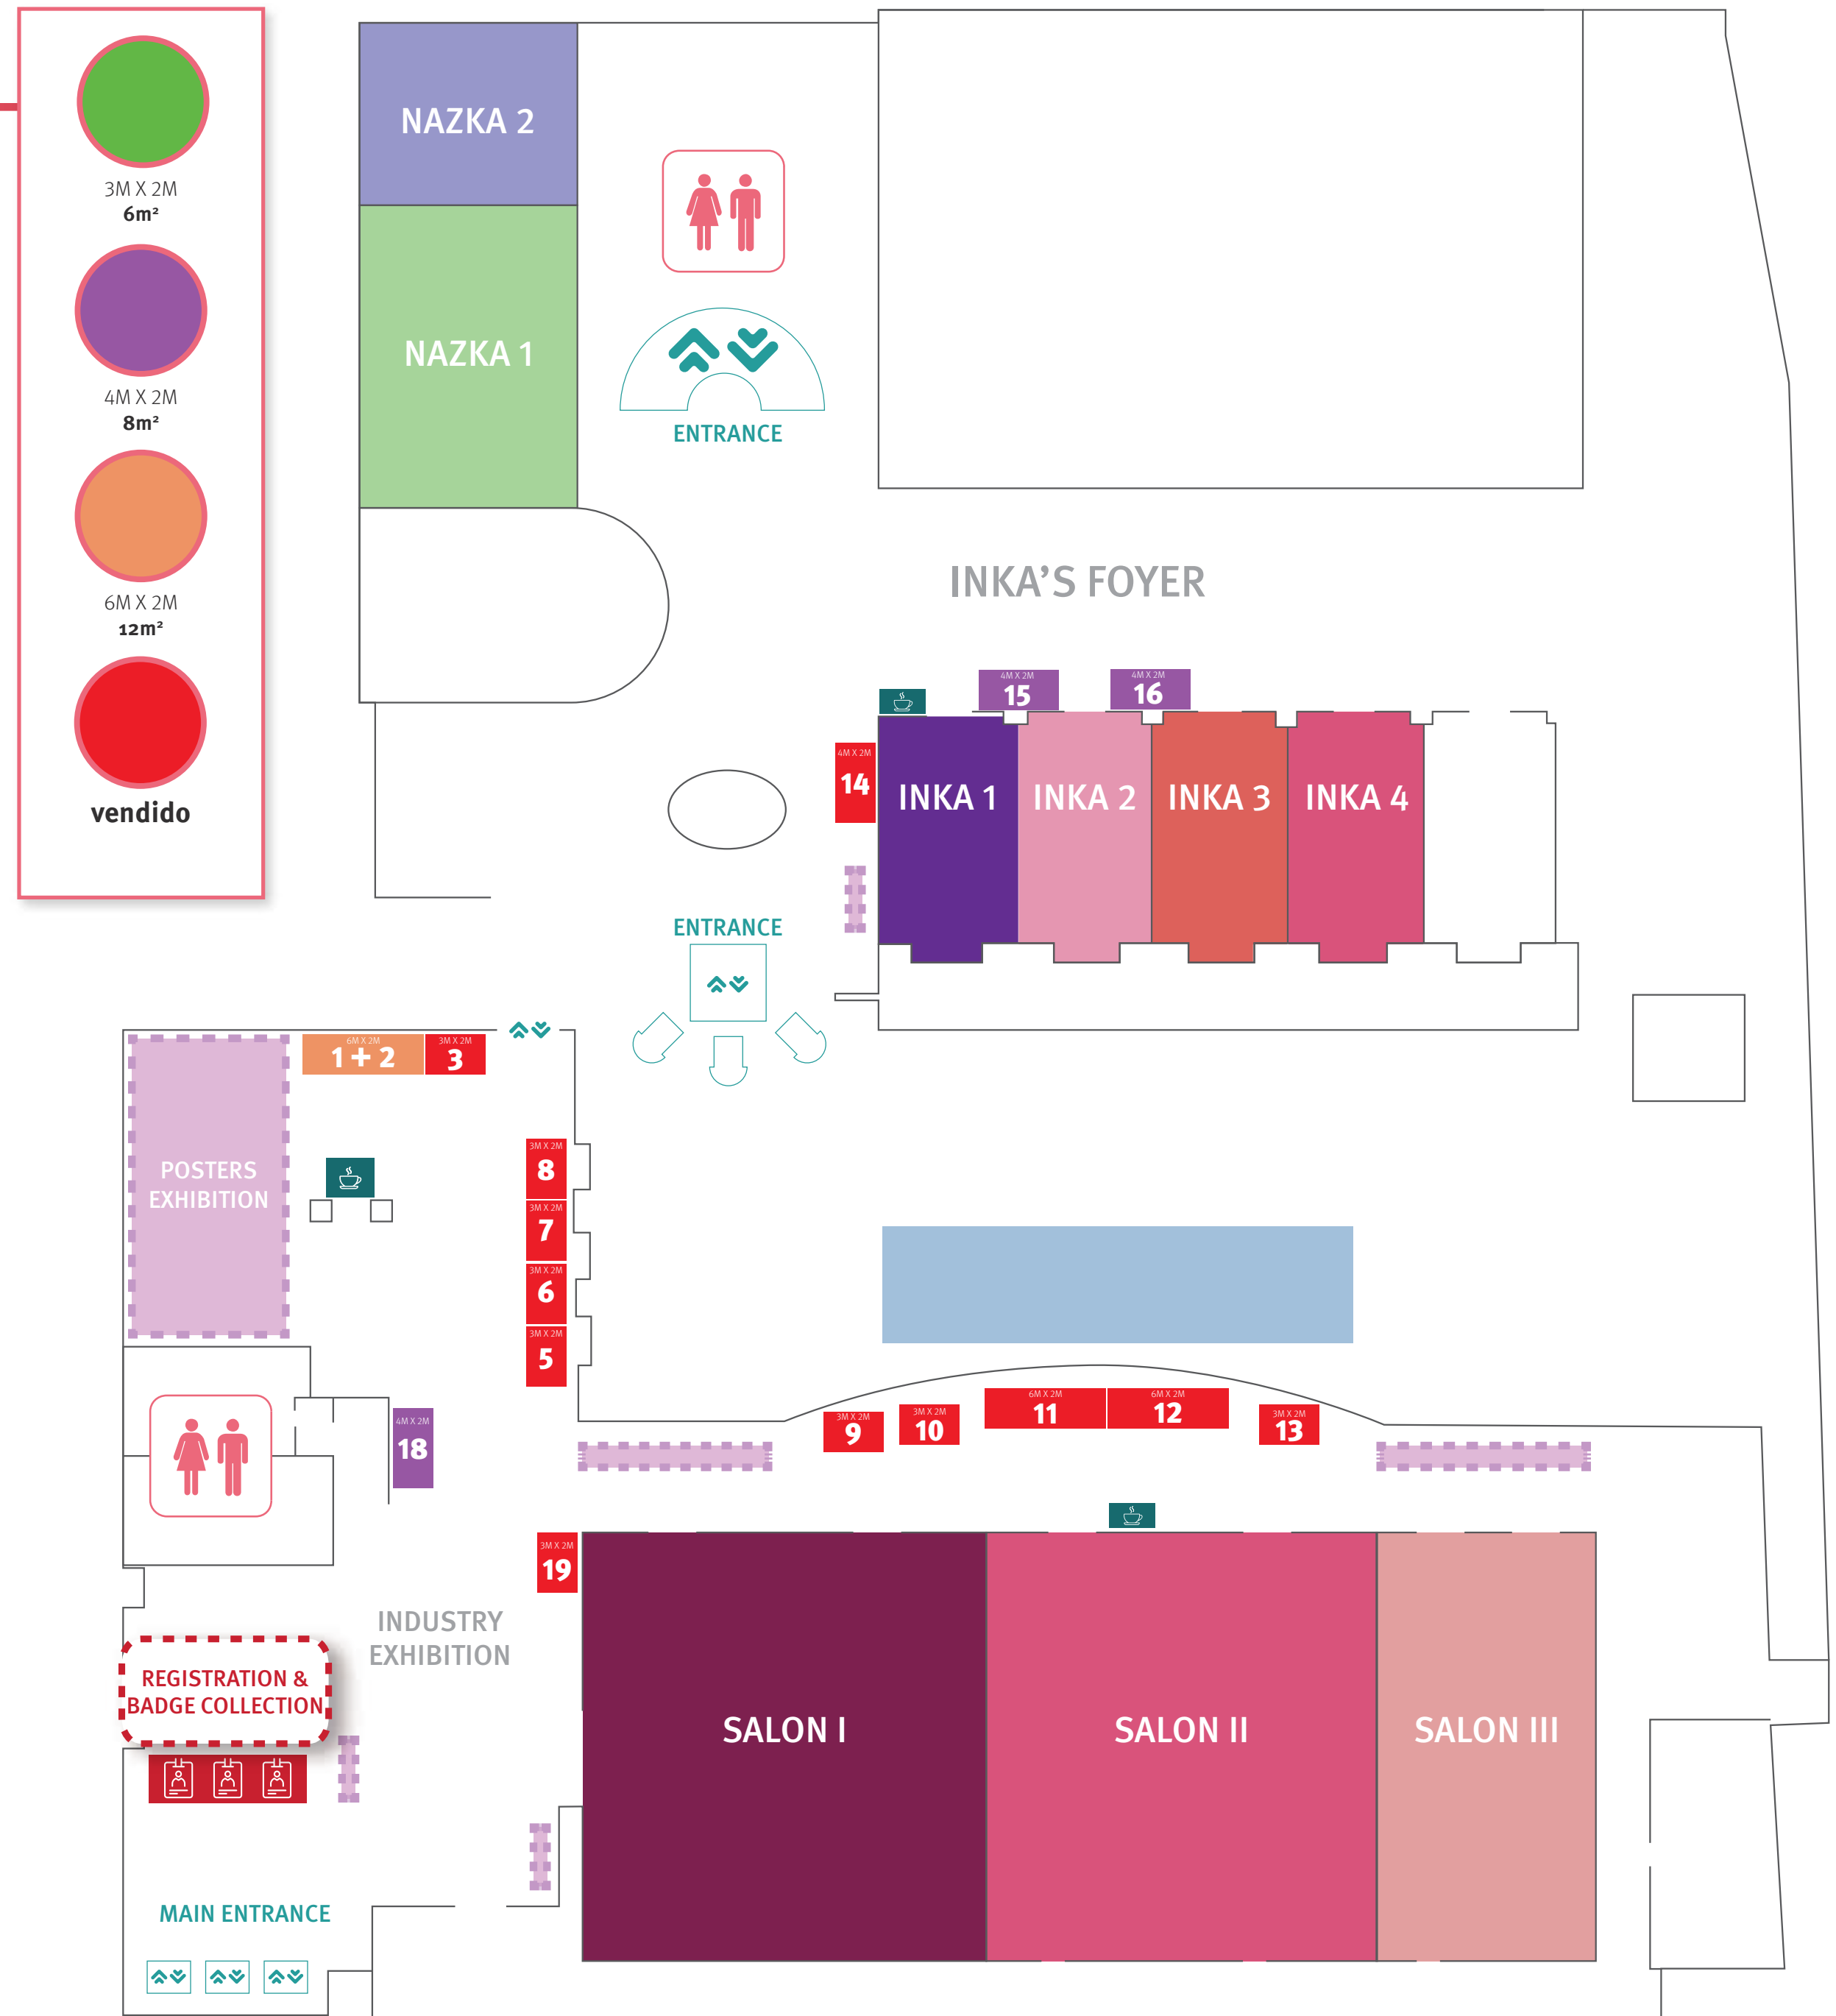 3M X 2M
6m²
4M X 2M
8m²
6M X 2M
12m²
vendido
NAZKA 2
NAZKA 1
ENTRANCE
INKA'S FOYER
4M X 2M
15
4M X 2M
16
4M X 2M
14
INKA 1
INKA 2
INKA 3
INKA 4
ENTRANCE
6M X 2M
1 + 2
3M X 2M
3
POSTERS
EXHIBITION
3M X 2M
8
3M X 2M
7
3M X 2M
6
3M X 2M
5
4M X 2M
18
3M X 2M
9
3M X 2M
10
6M X 2M
11
6M X 2M
12
3M X 2M
13
3M X 2M
19
INDUSTRY
EXHIBITION
REGISTRATION &
BADGE COLLECTION
SALON I
SALON II
SALON III
MAIN ENTRANCE